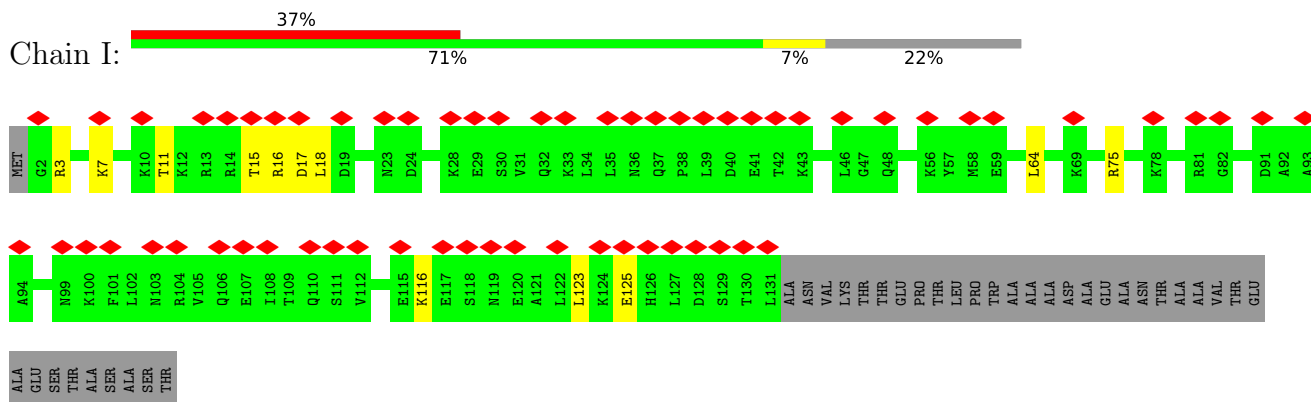 37%
Chain I:
71% 7% 22%
MET G2 R3 K7 K10 T11 K12 R13 R14 T15 R16 D17 L18 D19 N23 D24 K28 E29 S30 V31 Q32 K33 L34 L35 N36 Q37 P38 L39 D40 E41 T42 K43 L46 G47 Q48 K56 Y57 M58 E59 L64 K69 R75 K78 R81 G82 D91 A92 A93
A94 N99 K100 F101 L102 N103 R104 V105 Q106 E107 I108 T109 Q110 S111 V112 E115 K116 E117 S118 N119 E120 A121 L122 L123 K124 E125 H126 L127 D128 S129 T130 L131 ALA ASN VAL LYS THR THR GLU PRO THR LEU PRO TRP ALA ALA ALA ASP ALA GLU ALA ASN THR ALA ALA VAL THR GLU
ALA GLU SER THR ALA SER ALA SER THR